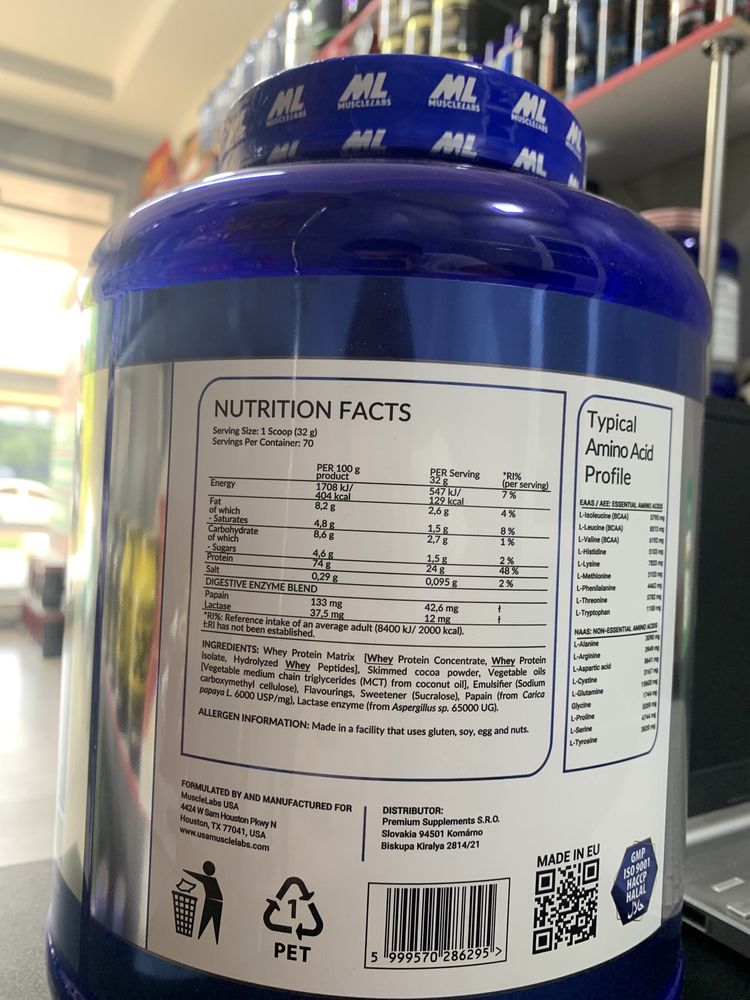 ML ML ML ML ML
MUSCLELABS MUSCLELABS MUSCLELABS MUSCLELABS
ML ML ML ML
NUTRITION FACTS
Serving Size: 1 Scoop (32 g)
Servings Per Container: 70
PER 100 g product PER Serving 32 g *RI% (per serving)
Energy 1708 kJ/ 404 kcal 547 kJ/ 129 kcal 7 %
Fat 8,2 g 2,6 g 4 %
of which
- Saturates 4,8 g 1,5 g 8 %
Carbohydrate 8,6 g 2,7 g 1 %
of which
- Sugars 4,6 g 1,5 g 2 %
Protein 74 g 24 g 48 %
Salt 0,29 g 0,095 g 2 %
DIGESTIVE ENZYME BLEND
Papain 133 mg 42,6 mg †
Lactase 37,5 mg 12 mg †
*RI%: Reference intake of an average adult (8400 kJ/ 2000 kcal).
†:RI has not been established.
INGREDIENTS: Whey Protein Matrix [Whey Protein Concentrate, Whey Protein
Isolate, Hydrolyzed Whey Peptides], Skimmed cocoa powder, Vegetable oils
[Vegetable medium chain triglycerides (MCT) from coconut oil], Emulsifier (Sodium
carboxymethyl cellulose), Flavourings, Sweetener (Sucralose), Papain (from Carica
papaya L. 6000 USP/mg), Lactase enzyme (from Aspergillus sp. 65000 UG).
ALLERGEN INFORMATION: Made in a facility that uses gluten, soy, egg and nuts.
Typical
Amino Acid
Profile
EAAS / AEE: ESSENTIAL AMINO ACIDS
L-Isoleucine (BCAA)
L-Leucine (BCAA)
L-Valine (BCAA)
L-Histidine
L-Lysine
L-Methionine
L-Phenilalanine
L-Threonine
L-Tryptophan
NAAS: NON-ESSENTIAL AMINO ACIDS
L-Alanine
L-Arginine
L-Aspartic acid
L-Cystine
L-Glutamine
Glycine
L-Proline
L-Serine
L-Tyrosine
FORMULATED BY AND MANUFACTURED FOR
MuscleLabs USA
4424 W Sam Houston Pkwy N
Houston, TX 77041, USA
www.usamusclelabs.com
DISTRIBUTOR:
Premium Supplements S.R.O.
Slovakia 94501 Komárno
Biskupa Kiralya 2814/21
MADE IN EU
GMP
ISO 9001
HACCP
HALAL
حلال
1
PET
5 999570 286295 >